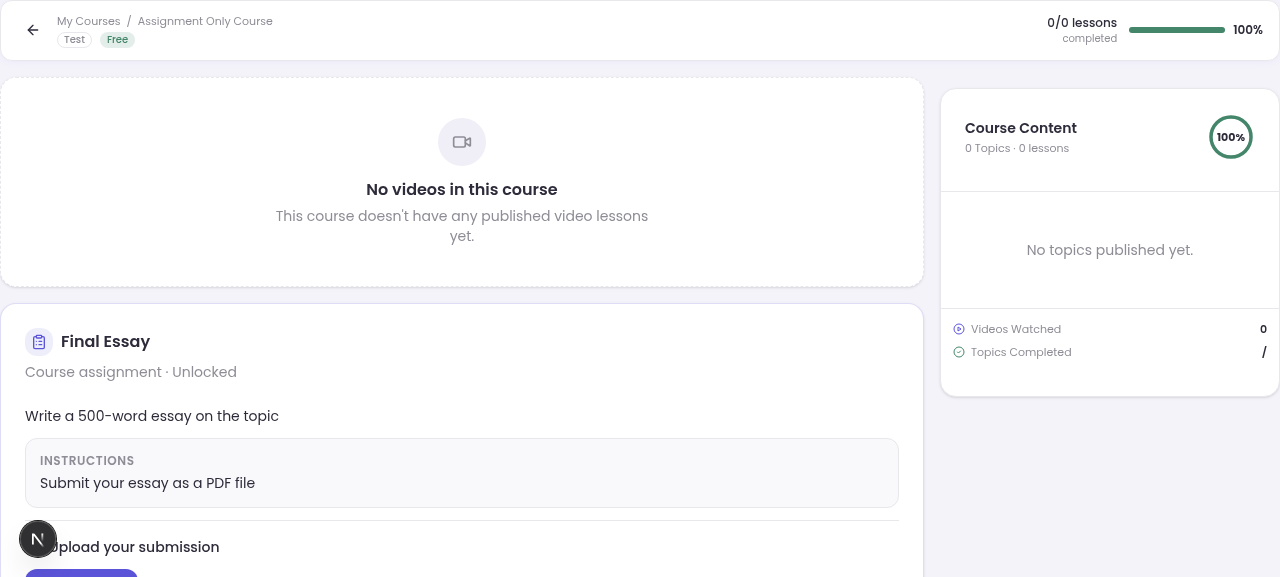 My Courses / Assignment Only Course
Test Free
0/0 lessons
completed
100%
No videos in this course
This course doesn't have any published video lessons
yet.
Course Content
0 Topics · 0 lessons
100%
No topics published yet.
Videos Watched 0
Topics Completed /
Final Essay
Course assignment · Unlocked
Write a 500-word essay on the topic
INSTRUCTIONS
Submit your essay as a PDF file
N
Upload your submission